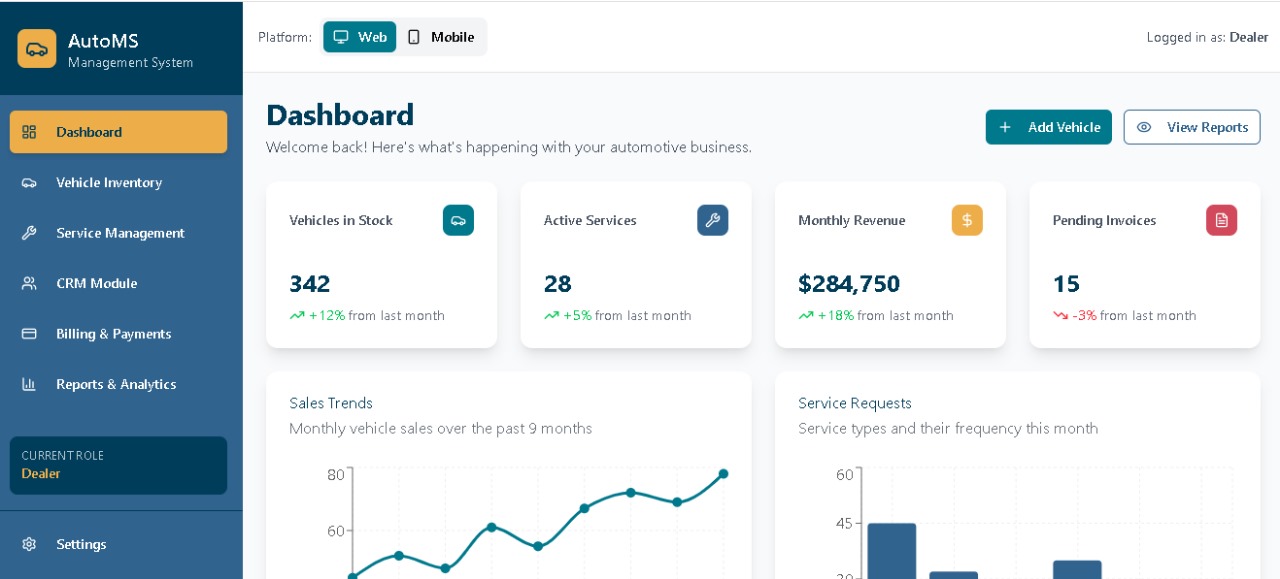 AutoMS
Management System
Dashboard
Vehicle Inventory
Service Management
CRM Module
Billing & Payments
Reports & Analytics
CURRENT ROLE
Dealer
Settings
Platform: Web Mobile
Logged in as: Dealer
Dashboard
Welcome back! Here's what's happening with your automotive business.
Add Vehicle
View Reports
Vehicles in Stock
342
+12% from last month
Active Services
28
+5% from last month
Monthly Revenue
$284,750
+18% from last month
Pending Invoices
15
-3% from last month
Sales Trends
Monthly vehicle sales over the past 9 months
80
60
Service Requests
Service types and their frequency this month
60
45